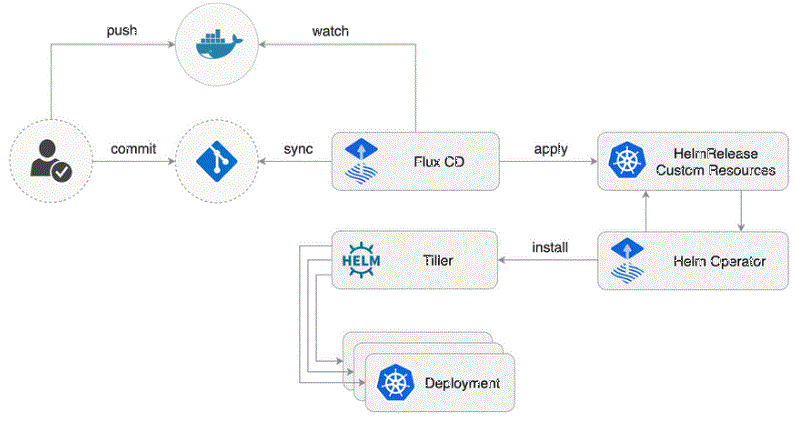 push
watch
commit
sync
Flux CD
apply
HelmRelease
Custom Resources
HELM
Tiller
install
Helm Operator
Deployment